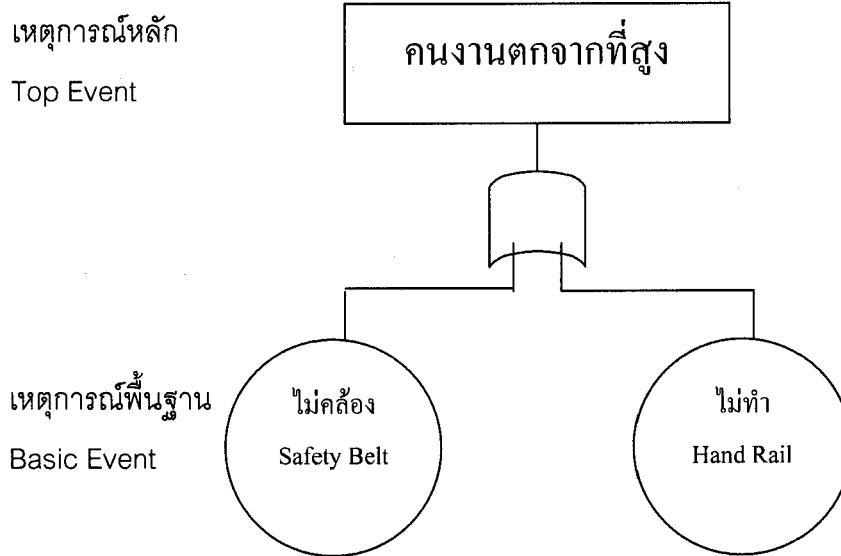 เหตุการณ์หลัก
Top Event
คนงานตกจากที่สูง
เหตุการณ์พื้นฐาน
Basic Event
ไม่คล้อง
Safety Belt
ไม่ทำ
Hand Rail